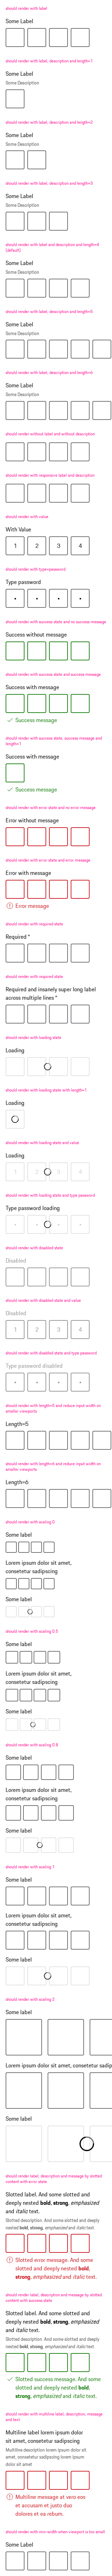 should render with label
Some Label
should render with label, description and length=1
Some Label
Some Description
should render with label, description and length=2
Some Label
Some Description
should render with label, description and length=3
Some Label
Some Description
should render with label and description and length=4
(default)
Some Label
Some Description
should render with label, description and length=5
Some Label
Some Description
should render with label, description and length=6
Some Label
Some Description
should render without label and without description
should render with responsive label and description
should render with value
With Value
1 2 3 4
should render with type=password
Type password
• • • •
should render with success state and no success message
Success without message
should render with success state and success message
Success with message
Success message
should render with success state, success message and
length=1
Success with message
Success message
should render with error state and no error message
Error without message
should render with error state and error message
Error with message
Error message
should render with required state
Required *
should render with required state
Required and insanely super long label
across multiple lines *
should render with loading state
Loading
should render with loading state with length=1
Loading
should render with loading state and value
Loading
1 2 3 4
should render with loading state and type password
Type password loading
• • • •
should render with disabled state
Disabled
should render with disabled state and value
Disabled
1 2 3 4
should render with disabled state and type password
Type password disabled
• • • •
should render with length=5 and reduce input width on
smaller viewports
Length=5
should render with length=6 and reduce input width on
smaller viewports
Length=6
should render with scaling 0
Some label
Lorem ipsum dolor sit amet,
consetetur sadipscing
Some label
should render with scaling 0.5
Some label
Lorem ipsum dolor sit amet,
consetetur sadipscing
Some label
should render with scaling 0.8
Some label
Lorem ipsum dolor sit amet,
consetetur sadipscing
Some label
should render with scaling 1
Some label
Lorem ipsum dolor sit amet,
consetetur sadipscing
Some label
should render with scaling 2
Some label
Lorem ipsum dolor sit amet, consetetur sadip
Some label
should render label, description and message by slotted
content with error state
Slotted label. And some slotted and
deeply nested bold, strong, emphasized
and italic text.
Slotted description. And some slotted and deeply
nested bold, strong, emphasized and italic text.
Slotted error message. And some
slotted and deeply nested bold,
strong, emphasized and italic text.
should render label, description and message by slotted
content with success state
Slotted label. And some slotted and
deeply nested bold, strong, emphasized
and italic text.
Slotted description. And some slotted and deeply
nested bold, strong, emphasized and italic text.
Slotted success message. And some
slotted and deeply nested bold,
strong, emphasized and italic text.
should render with multiline label, description, message
and text
Multiline label lorem ipsum dolor
sit amet, consetetur sadipscing
Multiline description lorem ipsum dolor sit
amet, consetetur sadipscing lorem ipsum
dolor sit amet
Multiline message at vero eos
et accusam et justo duo
dolores et ea rebum.
should render with min-width when viewport is too small
Some Label